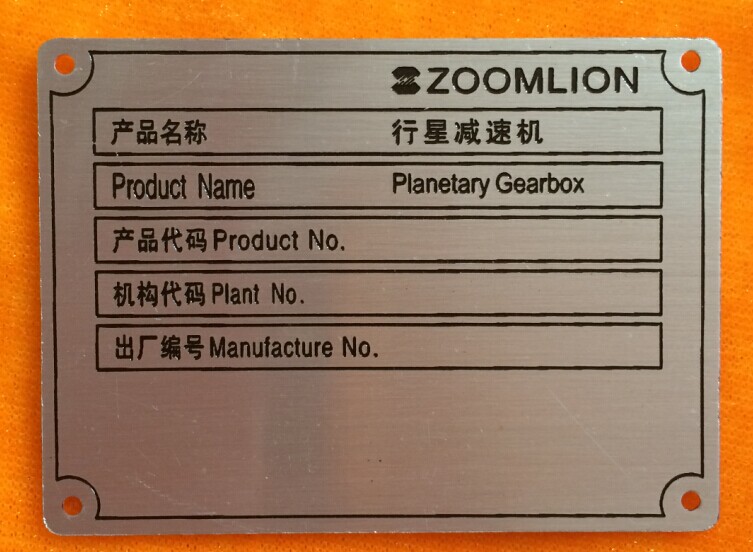 ZOOMLION
产品名称 行星减速机
Product Name Planetary Gearbox
产品代码 Product No.
机构代码 Plant No.
出厂编号 Manufacture No.